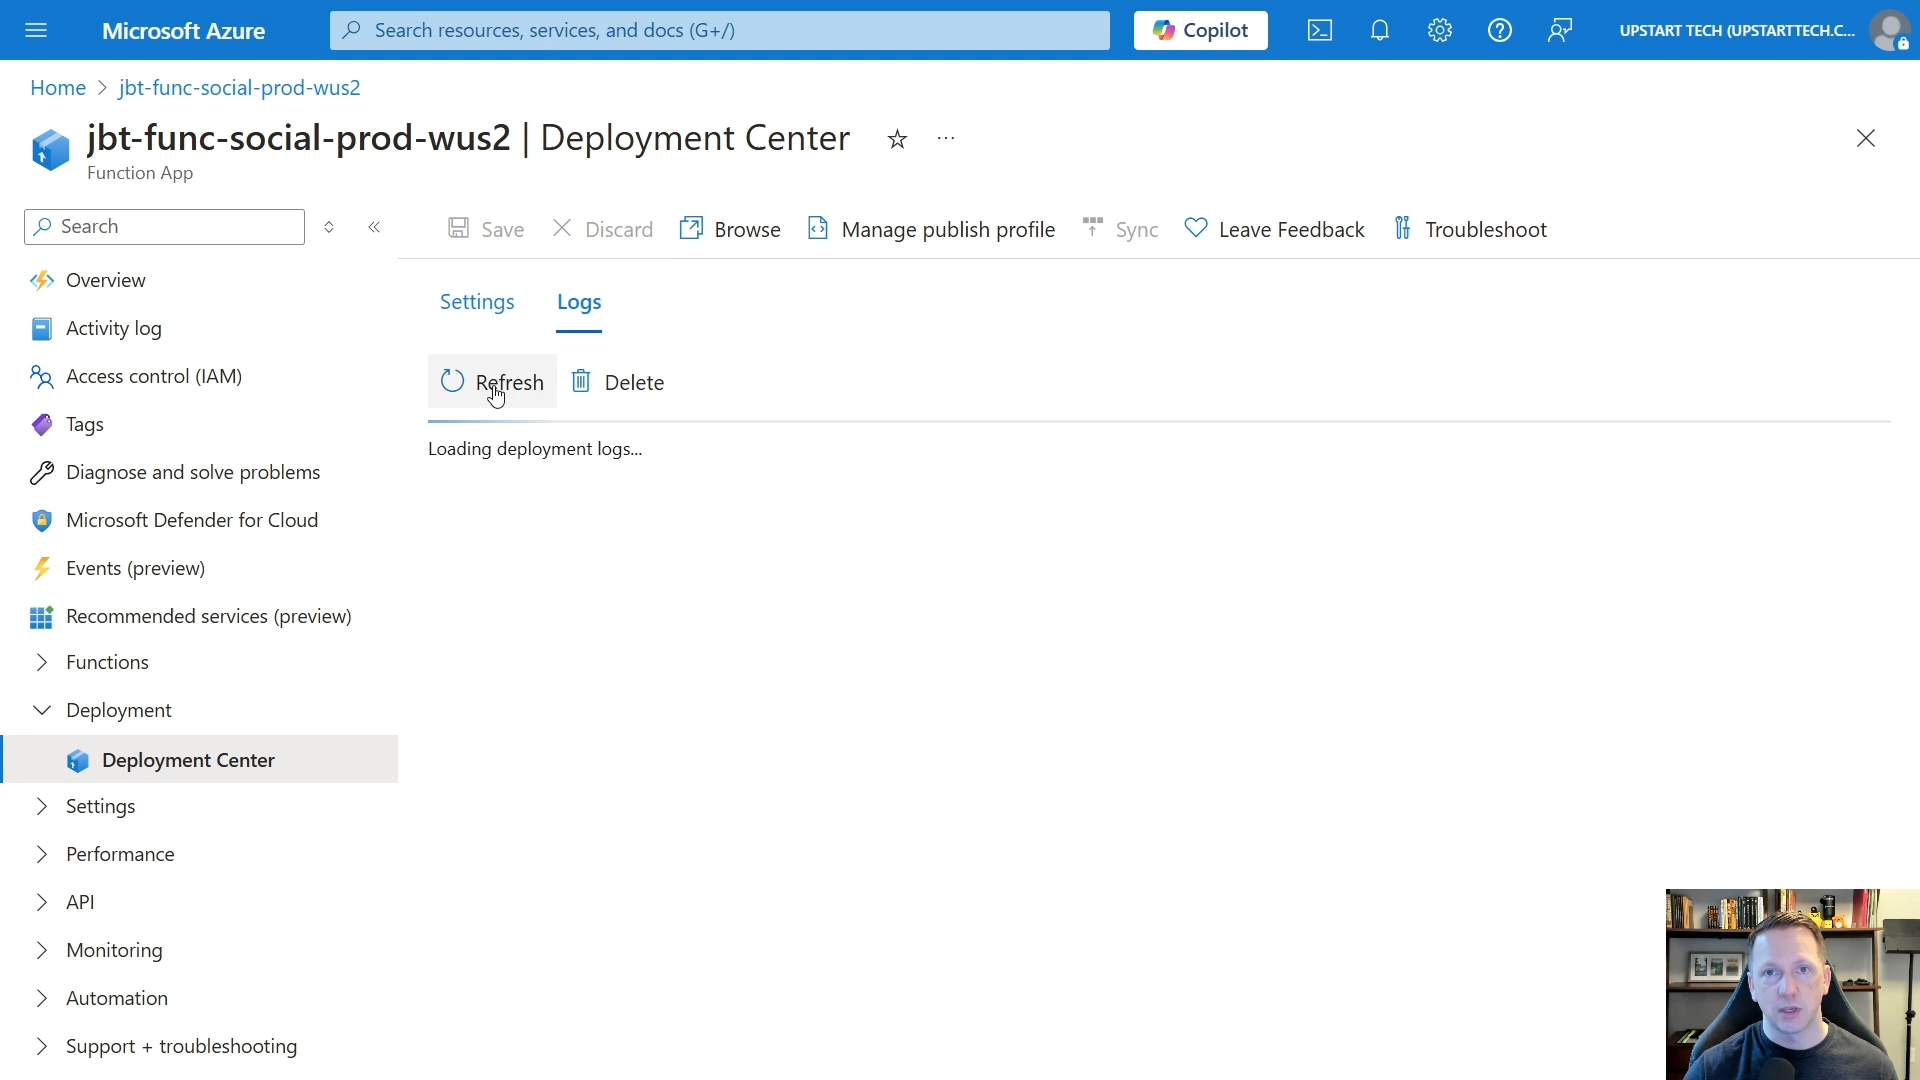 Microsoft Azure
Search resources, services, and docs (G+/)
Copilot
UPSTART TECH (UPSTARTTECH.C...
Home > jbt-func-social-prod-wus2
jbt-func-social-prod-wus2 | Deployment Center
Function App
Search
Save
Discard
Browse
Manage publish profile
Sync
Leave Feedback
Troubleshoot
Overview
Activity log
Access control (IAM)
Tags
Diagnose and solve problems
Microsoft Defender for Cloud
Events (preview)
Recommended services (preview)
Functions
Deployment
Deployment Center
Settings
Performance
API
Monitoring
Automation
Support + troubleshooting
Settings
Logs
Refresh
Delete
Loading deployment logs...